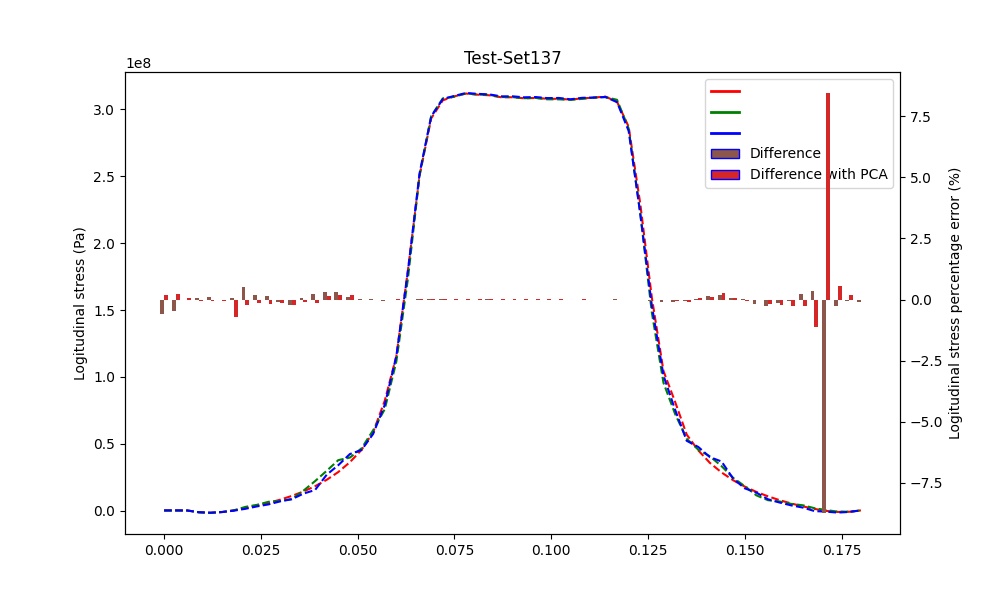 Test-Set137
1e8
3.0
2.5
2.0
1.5
1.0
0.5
0.0
Logitudinal stress (Pa)
Difference
Difference with PCA
7.5
5.0
2.5
0.0
−2.5
−5.0
−7.5
Logitudinal stress percentage error (%)
0.000 0.025 0.050 0.075 0.100 0.125 0.150 0.175